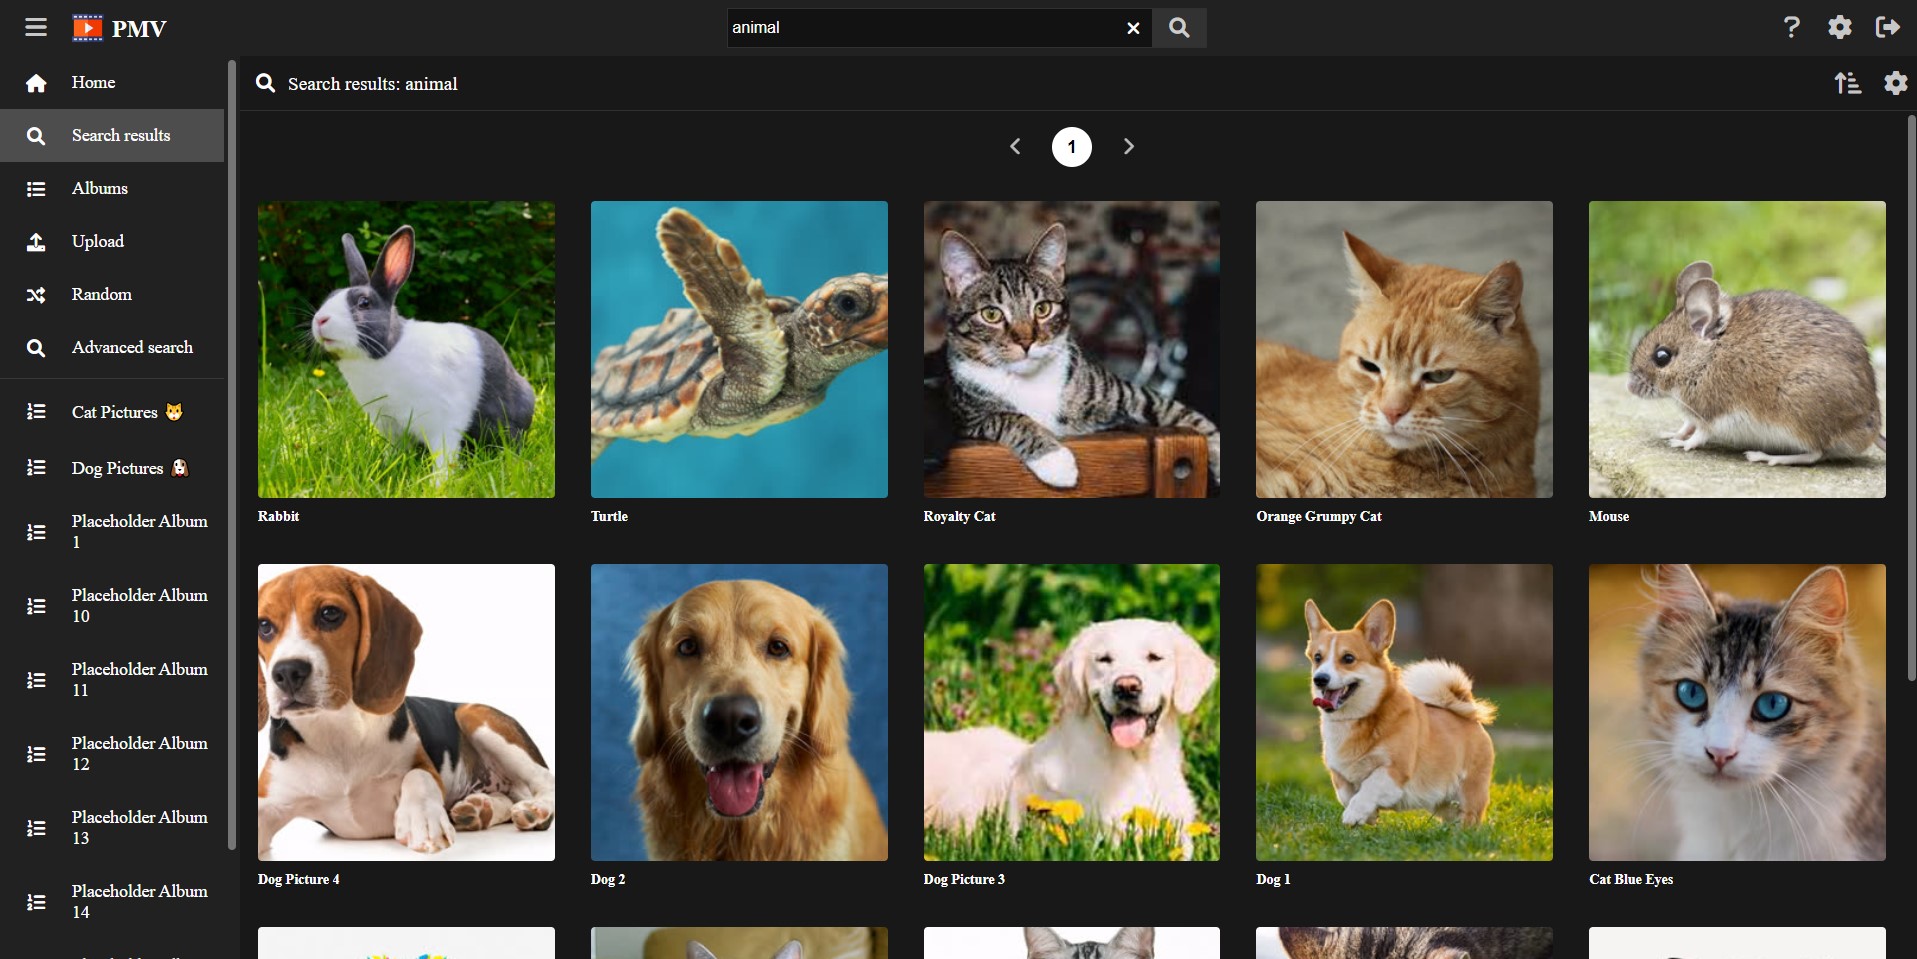 PMV
animal
Home
Search results
Albums
Upload
Random
Advanced search
Cat Pictures 🐱
Dog Pictures 🐶
Placeholder Album
1
Placeholder Album
10
Placeholder Album
11
Placeholder Album
12
Placeholder Album
13
Placeholder Album
14
Search results: animal
1
Rabbit
Turtle
Royalty Cat
Orange Grumpy Cat
Mouse
Dog Picture 4
Dog 2
Dog Picture 3
Dog 1
Cat Blue Eyes